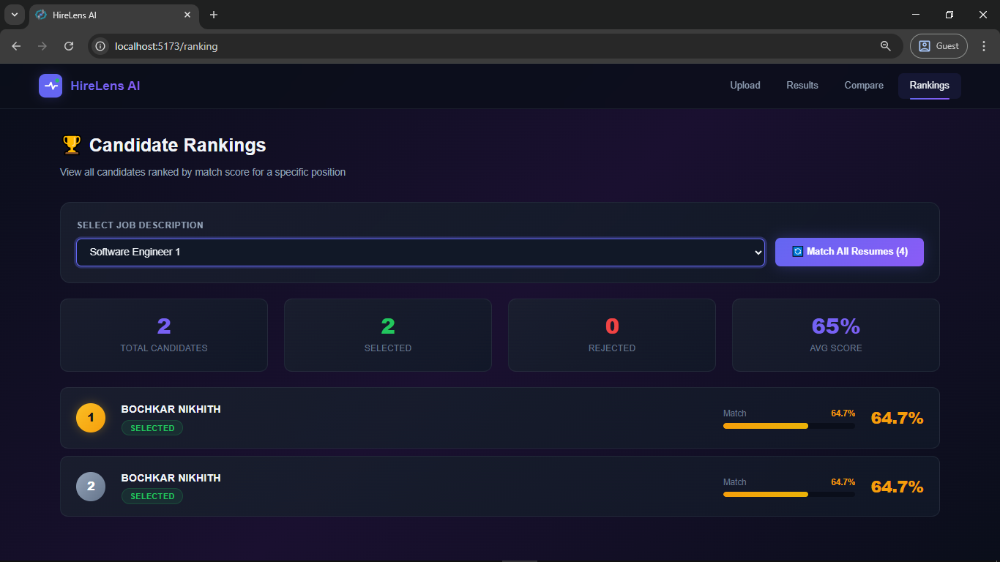 HireLens AI
localhost:5173/ranking
Guest
HireLens AI
Upload
Results
Compare
Rankings
🏆 Candidate Rankings
View all candidates ranked by match score for a specific position
SELECT JOB DESCRIPTION
Software Engineer 1
🔄 Match All Resumes (4)
2
TOTAL CANDIDATES
2
SELECTED
0
REJECTED
65%
AVG SCORE
1
BOCHKAR NIKHITH
SELECTED
Match
64.7%
64.7%
2
BOCHKAR NIKHITH
SELECTED
Match
64.7%
64.7%